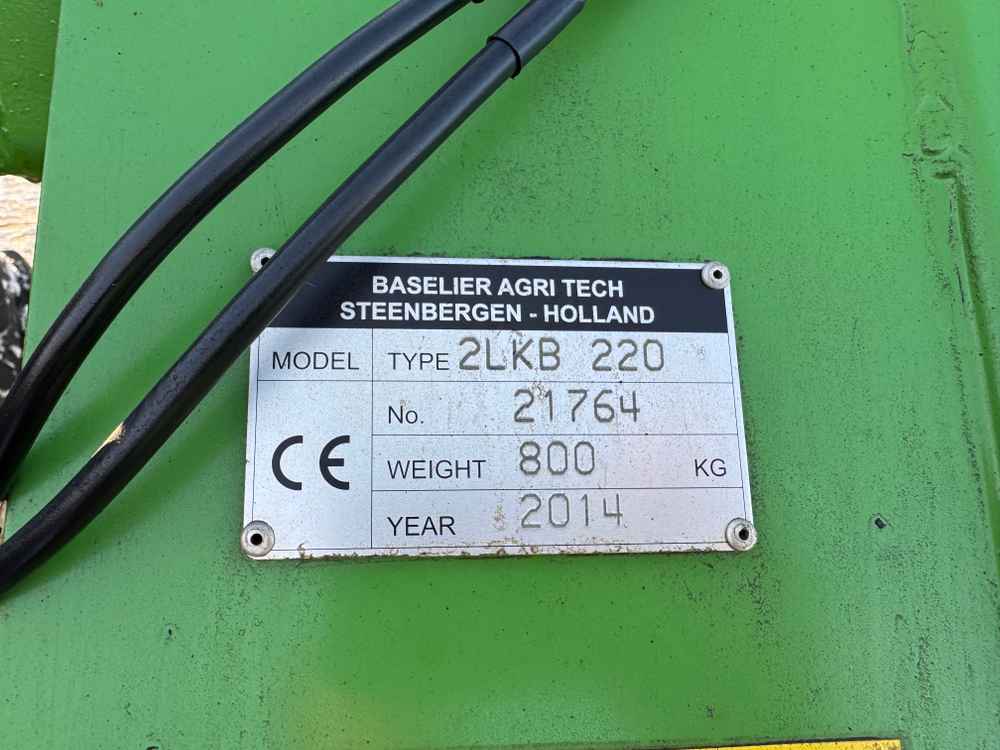 BASELIER AGRI TECH
STEENBERGEN - HOLLAND
MODEL TYPE 2LKB 220
No. 21764
CE WEIGHT 800 KG
YEAR 2014